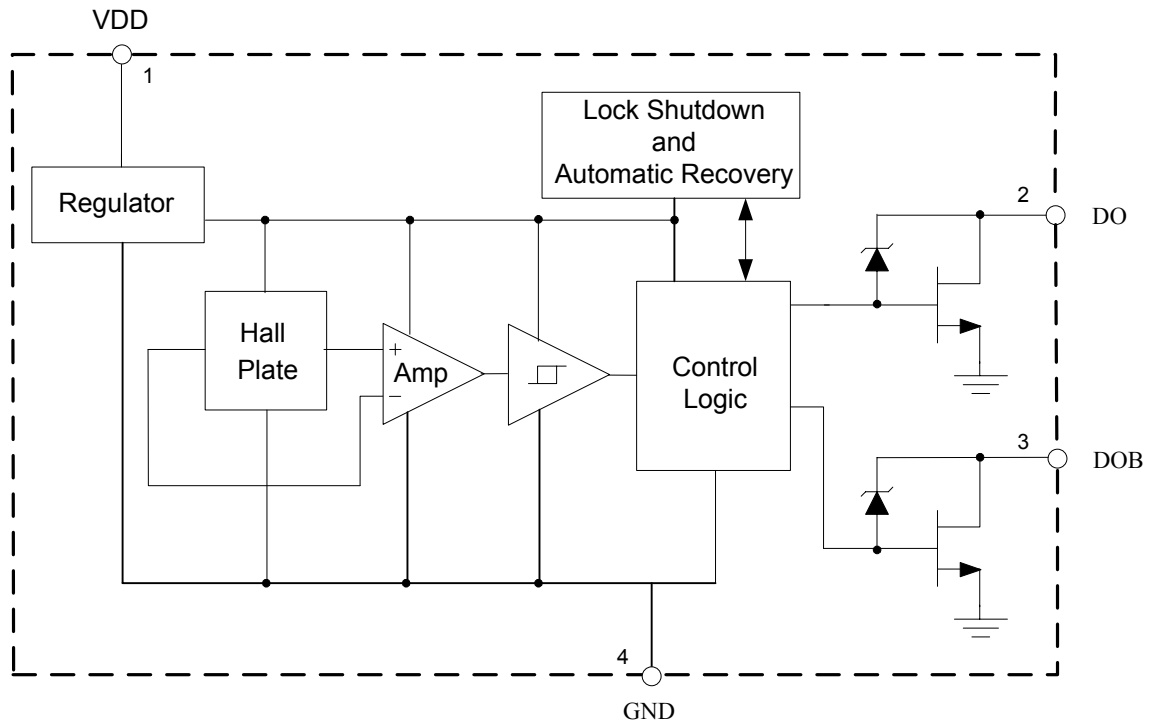 VDD
1
Lock Shutdown
and
Automatic Recovery
Regulator
2
DO
Hall
Plate
+
Amp
−
Control
Logic
3
DOB
4
GND